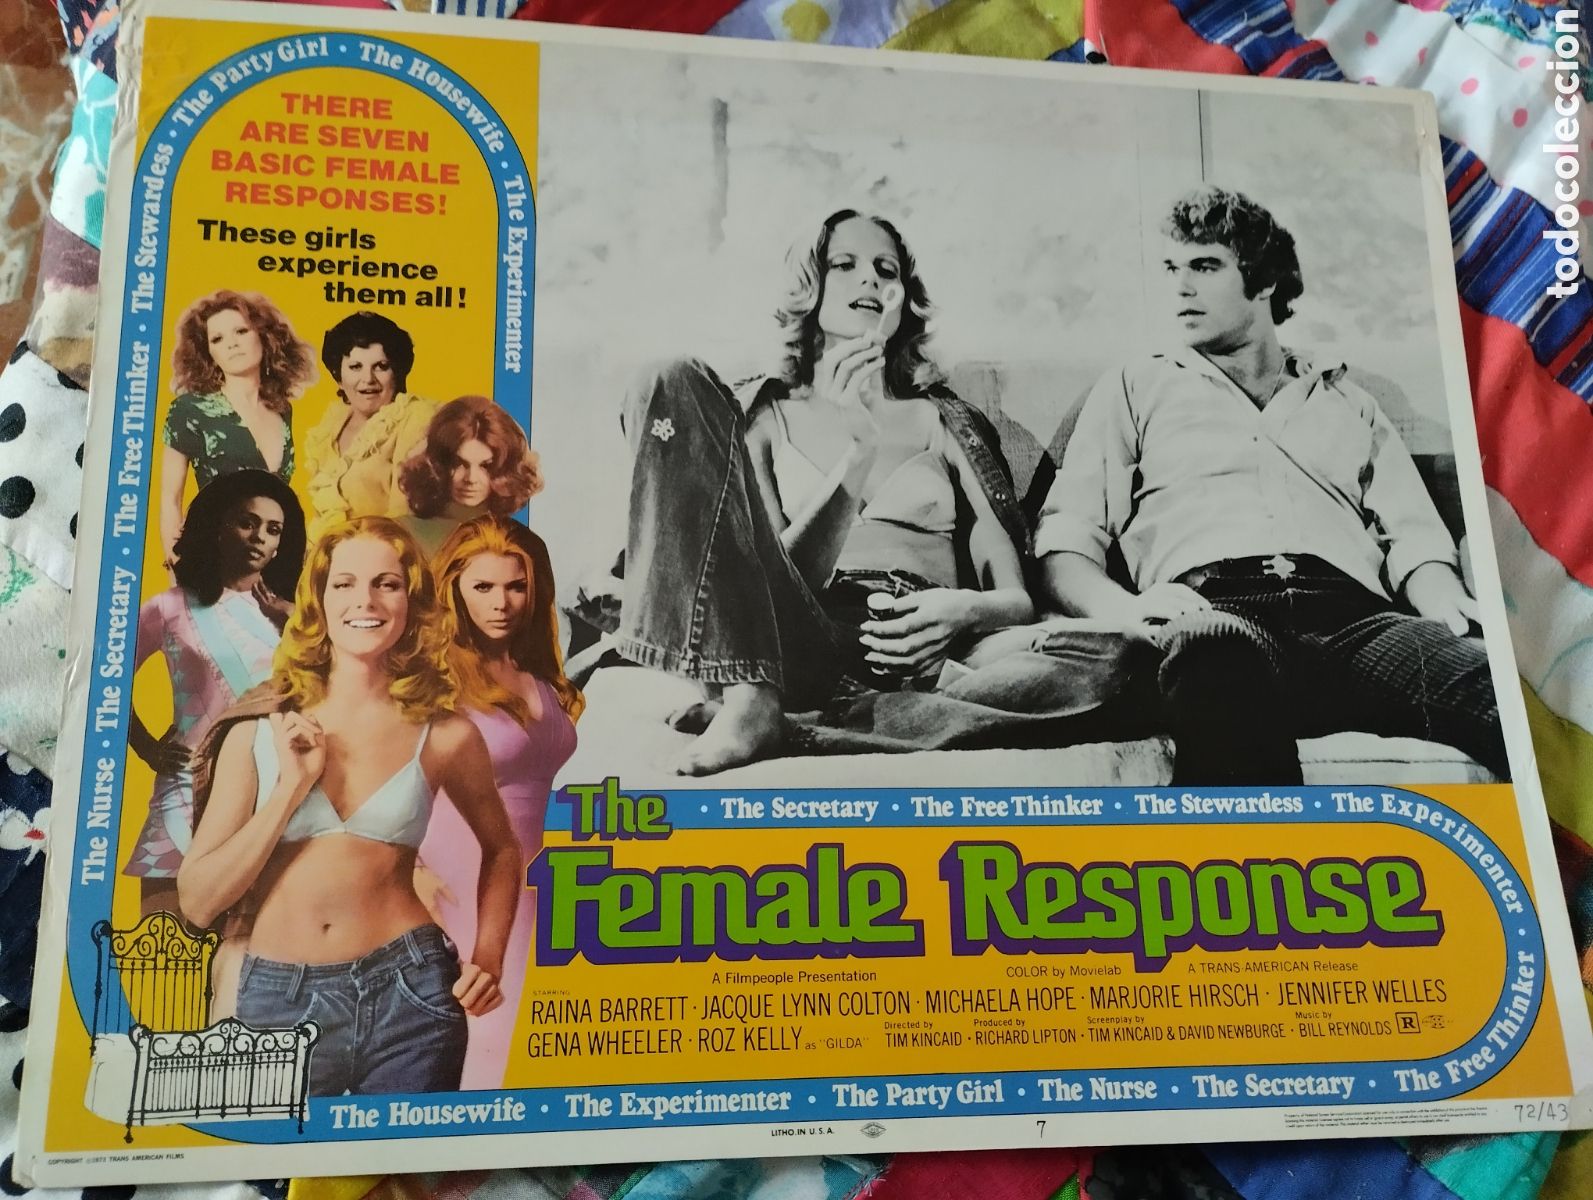 todocoleccion
The Nurse · The Secretary · The Free Thinker · The Stewardess · The Party Girl · The Housewife · The Experimenter
THERE
ARE SEVEN
BASIC FEMALE
RESPONSES!
These girls
experience
them all!
· The Secretary · The Free Thinker · The Stewardess · The Experimenter · The Free Thinker ·
The
Female Response
A Filmpeople Presentation COLOR by Movielab A TRANS-AMERICAN Release
STARRING
RAINA BARRETT · JACQUE LYNN COLTON · MICHAELA HOPE · MARJORIE HIRSCH · JENNIFER WELLES
GENA WHEELER · ROZ KELLY as "GILDA" Directed by TIM KINCAID · Produced by RICHARD LIPTON · Screenplay by TIM KINCAID & DAVID NEWBURGE · Music by BILL REYNOLDS R
The Housewife · The Experimenter · The Party Girl · The Nurse · The Secretary ·
COPYRIGHT ©1973 TRANS AMERICAN FILMS
LITHO. IN U.S.A.
7
72/43